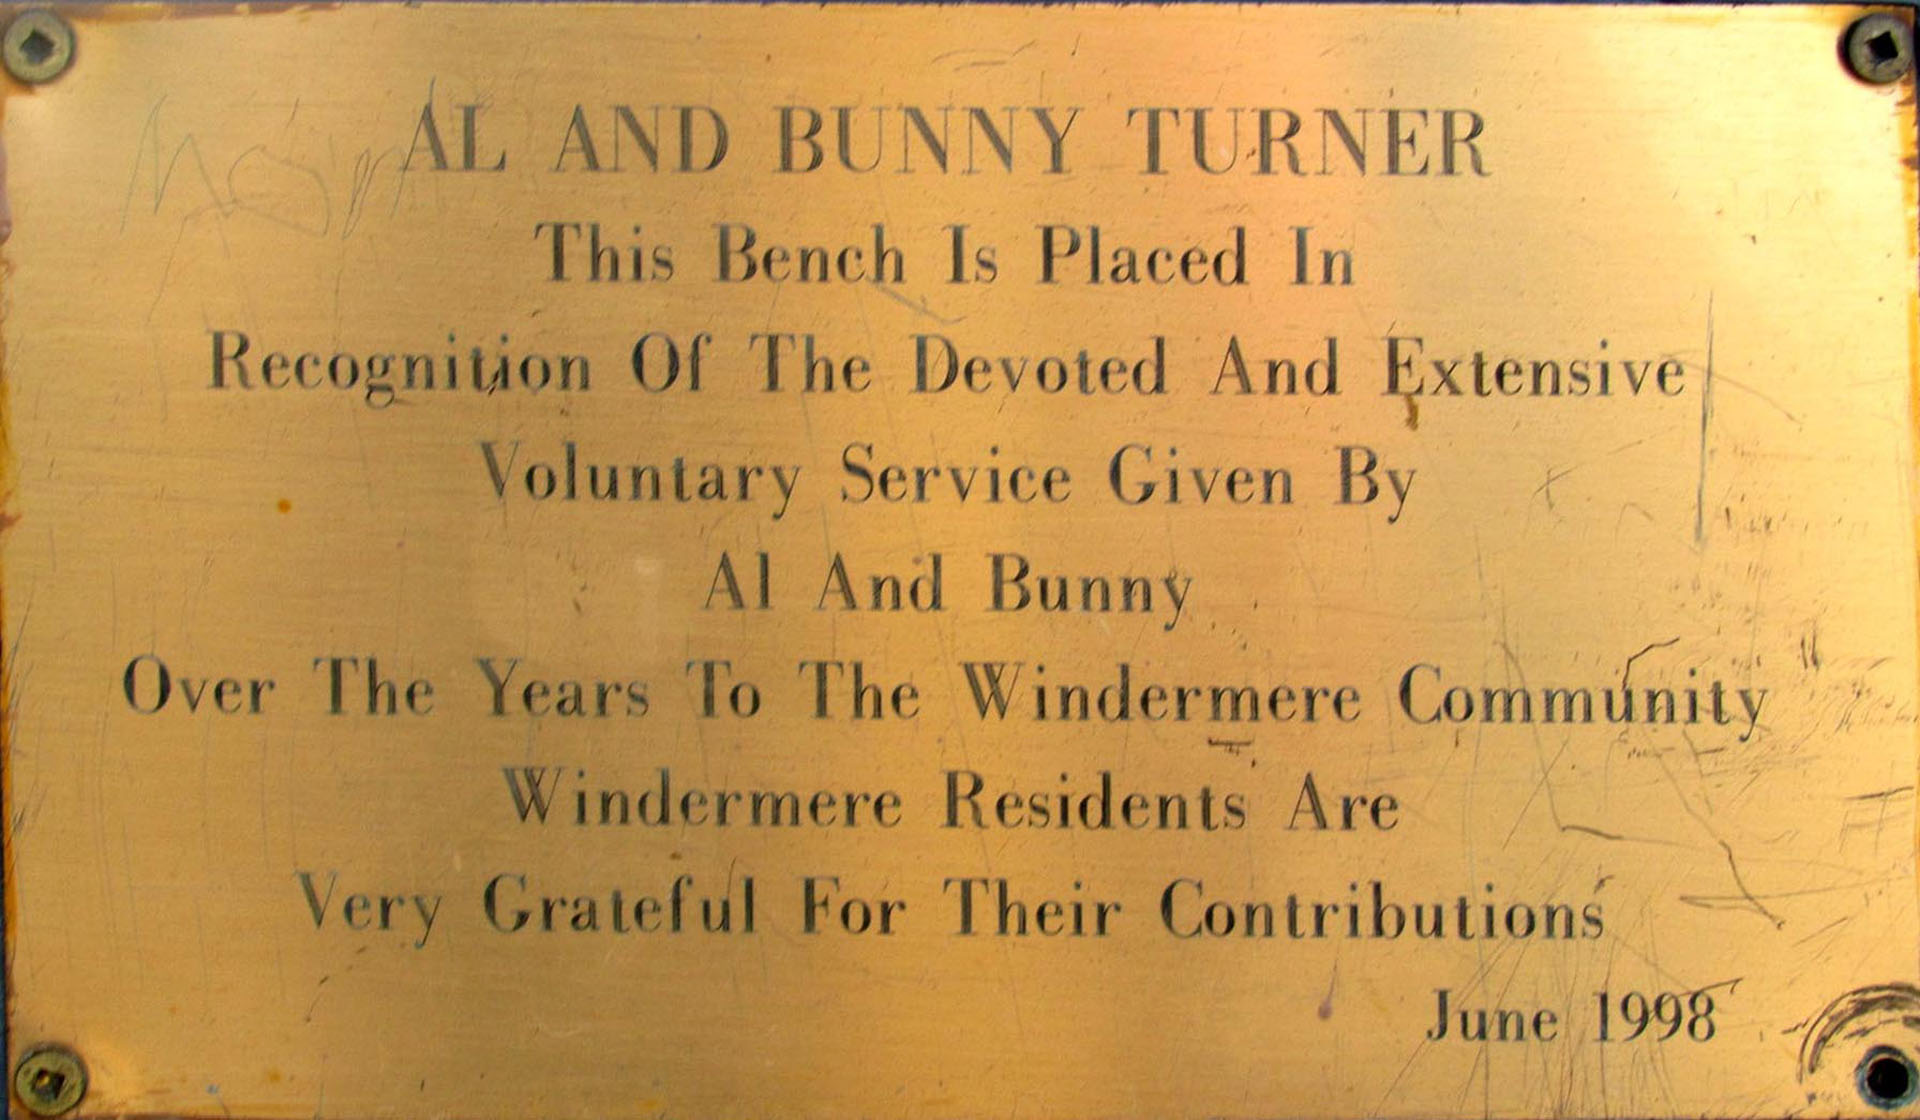 AL AND BUNNY TURNER
This Bench Is Placed In
Recognition Of The Devoted And Extensive
Voluntary Service Given By
Al And Bunny
Over The Years To The Windermere Community
Windermere Residents Are
Very Grateful For Their Contributions
June 1998